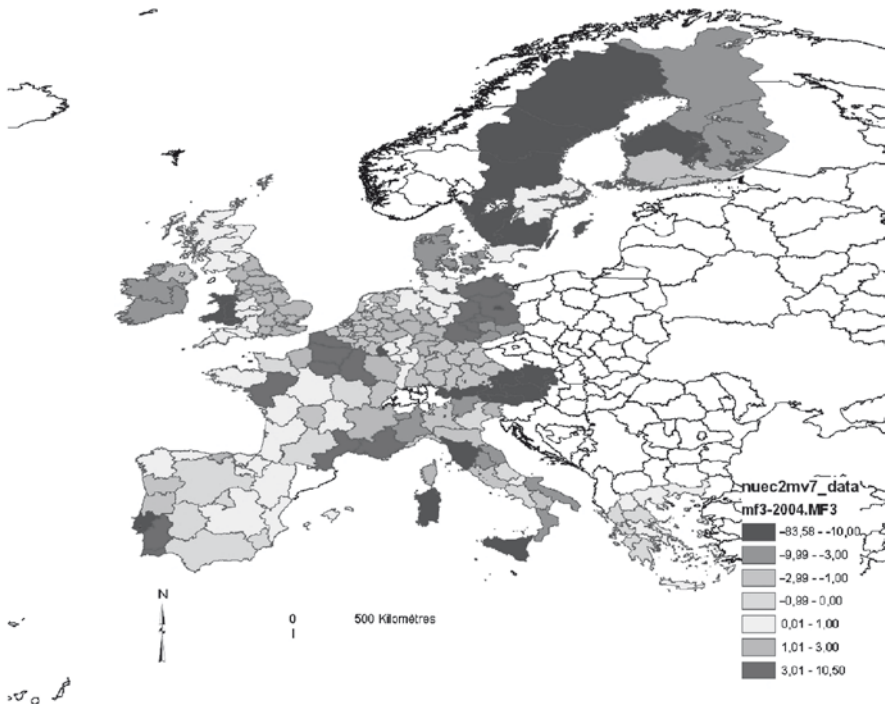 nuec2mv7_data
mf3-2004.MF3
–83,58 - –10,00
–9,99 - –3,00
–2,99 - –1,00
–0,99 - 0,00
0,01 - 1,00
1,01 - 3,00
3,01 - 10,50
N
0 500 Kilométres